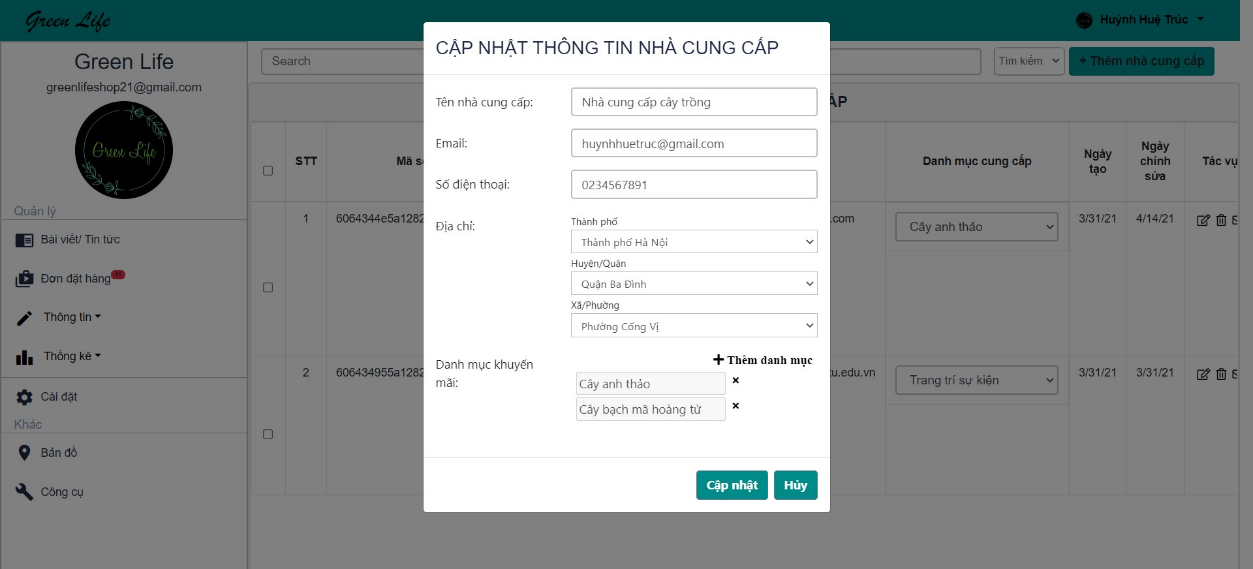 Green Life
Huỳnh Huệ Trúc
Green Life
greenlifeshop21@gmail.com
Green Life
Quản lý
Bài viết/ Tin tức
Đơn đặt hàng
11
Thông tin
Thống kê
Cài đặt
Khác
Bản đồ
Công cụ
Search
Tìm kiếm
+ Thêm nhà cung cấp
STT
Danh mục cung cấp
Ngày tạo
Ngày chỉnh sửa
Tác vụ
1
6064344e5a1282
.com
Cây anh thảo
3/31/21
4/14/21
2
606434955a1282
tu.edu.vn
Trang trí sự kiện
3/31/21
3/31/21
CẬP NHẬT THÔNG TIN NHÀ CUNG CẤP
Tên nhà cung cấp:
Nhà cung cấp cây trồng
Email:
huynhhuetruc@gmail.com
Số điện thoại:
0234567891
Địa chỉ:
Thành phố
Thành phố Hà Nội
Huyện/Quận
Quận Ba Đình
Xã/Phường
Phường Cống Vị
Danh mục khuyến
mãi:
+ Thêm danh mục
Cây anh thảo
Cây bạch mã hoàng tử
Cập nhật
Hủy